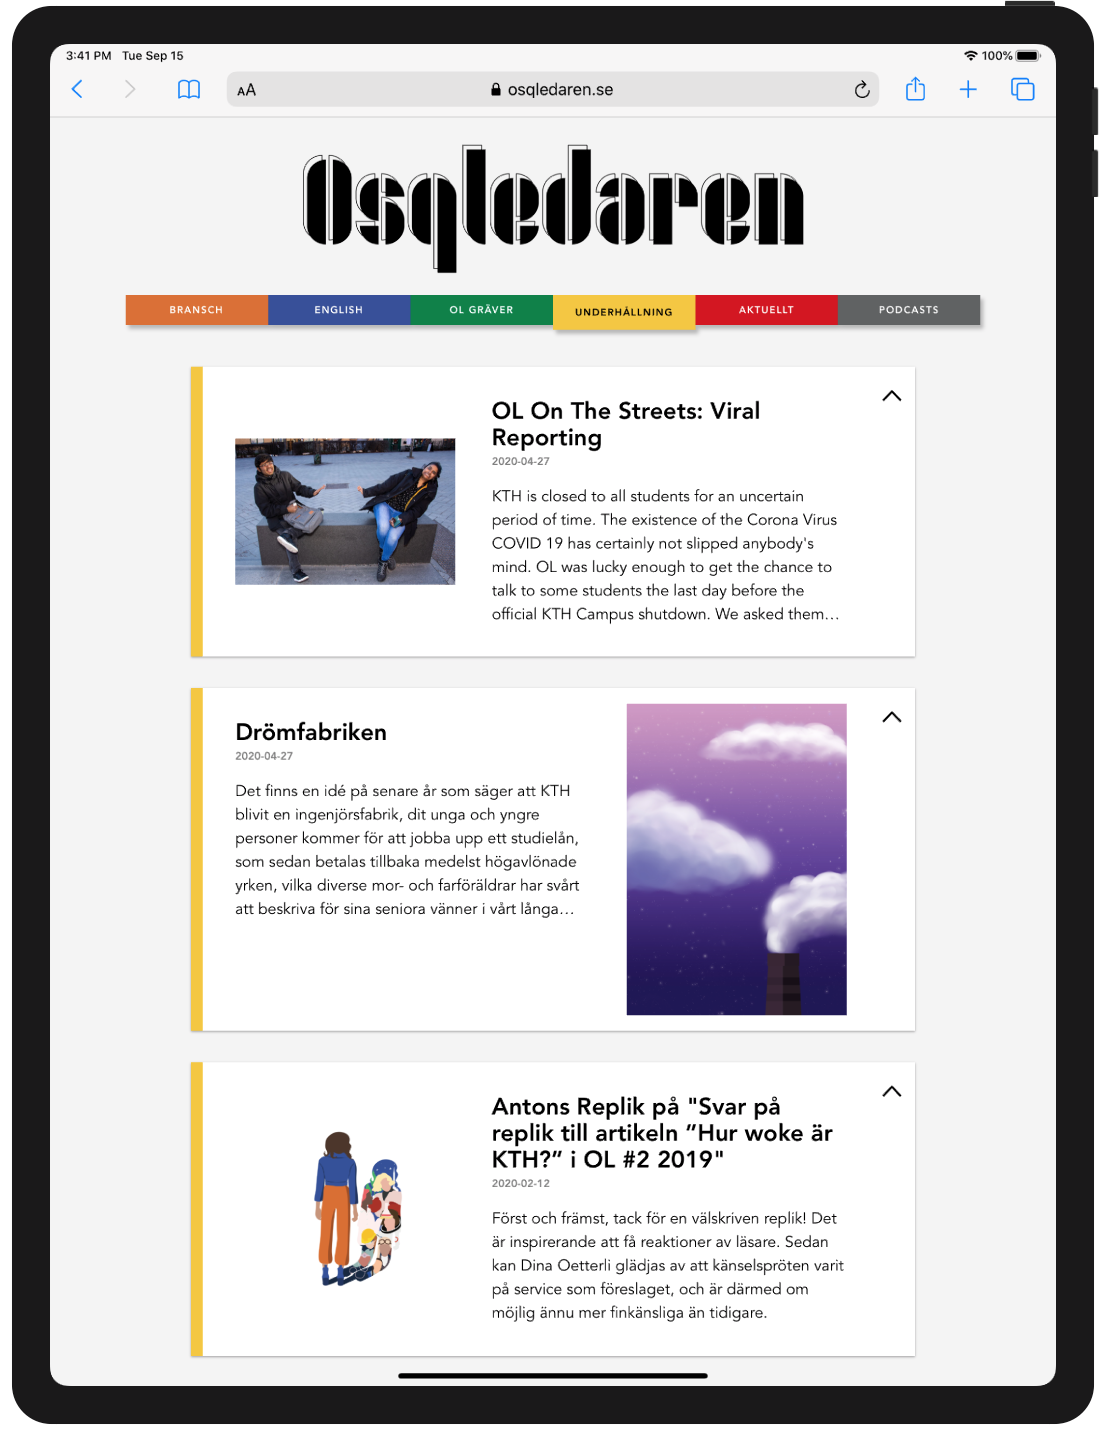 3:41 PM Tue Sep 15 100%
AA osqledaren.se
Osqledaren
BRANSCH ENGLISH OL GRÄVER UNDERHÅLLNING AKTUELLT PODCASTS
OL On The Streets: Viral
Reporting
2020-04-27
KTH is closed to all students for an uncertain
period of time. The existence of the Corona Virus
COVID 19 has certainly not slipped anybody's
mind. OL was lucky enough to get the chance to
talk to some students the last day before the
official KTH Campus shutdown. We asked them…
Drömfabriken
2020-04-27
Det finns en idé på senare år som säger att KTH
blivit en ingenjörsfabrik, dit unga och yngre
personer kommer för att jobba upp ett studielån,
som sedan betalas tillbaka medelst högavlönade
yrken, vilka diverse mor- och farföräldrar har svårt
att beskriva för sina seniora vänner i vårt långa…
Antons Replik på "Svar på
replik till artikeln ”Hur woke är
KTH?” i OL #2 2019"
2020-02-12
Först och främst, tack för en välskriven replik! Det
är inspirerande att få reaktioner av läsare. Sedan
kan Dina Oetterli glädjas av att känselspröten varit
på service som föreslaget, och är därmed om
möjlig ännu mer finkänsliga än tidigare.